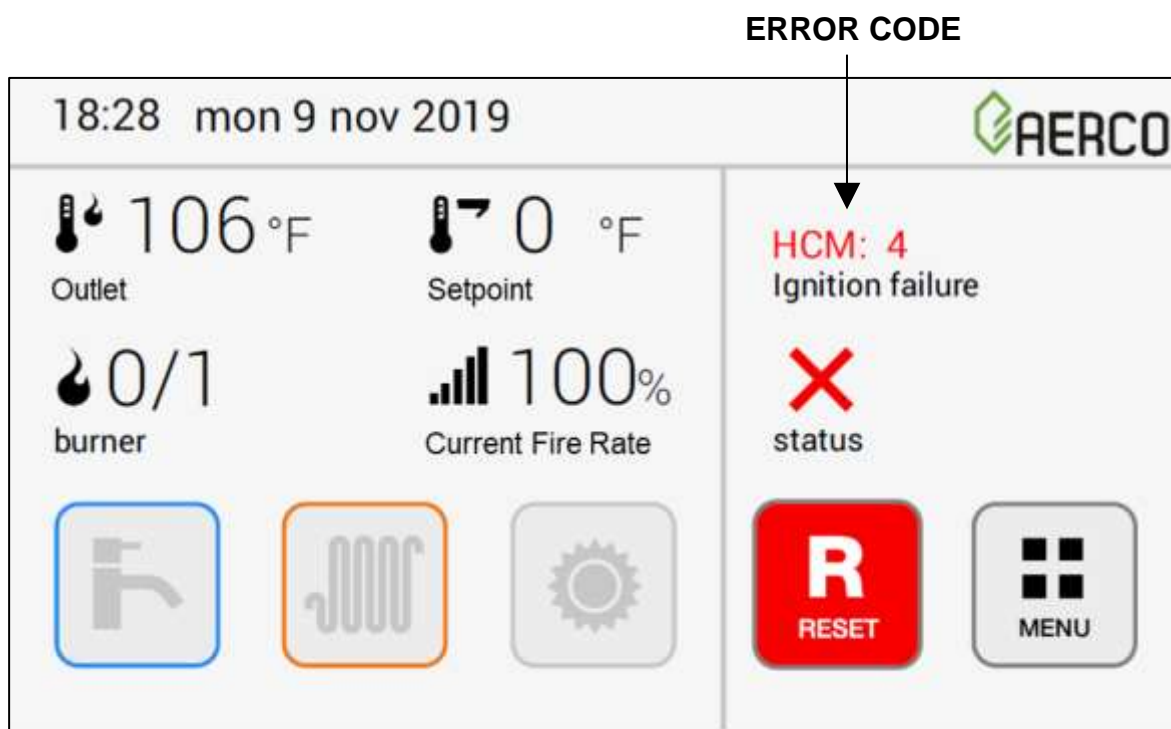 ERROR CODE
18:28 mon 9 nov 2019
AERCO
106 °F
Outlet
0 °F
Setpoint
HCM: 4
Ignition failure
0/1
burner
100%
Current Fire Rate
status
R
RESET
MENU